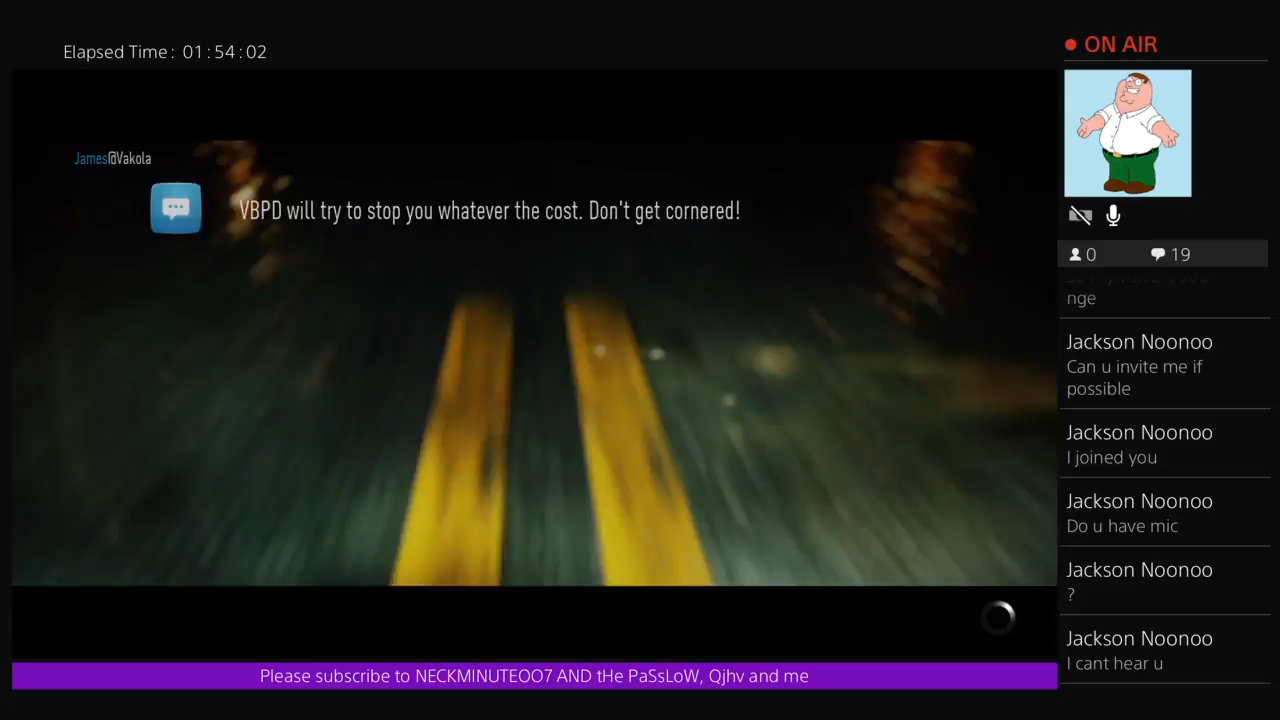 Elapsed Time: 01:54:02
ON AIR
James@Vakola
VBPD will try to stop you whatever the cost. Don't get cornered!
0 19
nge
Jackson Noonoo
Can u invite me if
possible
Jackson Noonoo
I joined you
Jackson Noonoo
Do u have mic
Jackson Noonoo
?
Jackson Noonoo
I cant hear u
Please subscribe to NECKMINUTEOO7 AND tHe PaSsLoW, Qjhv and me